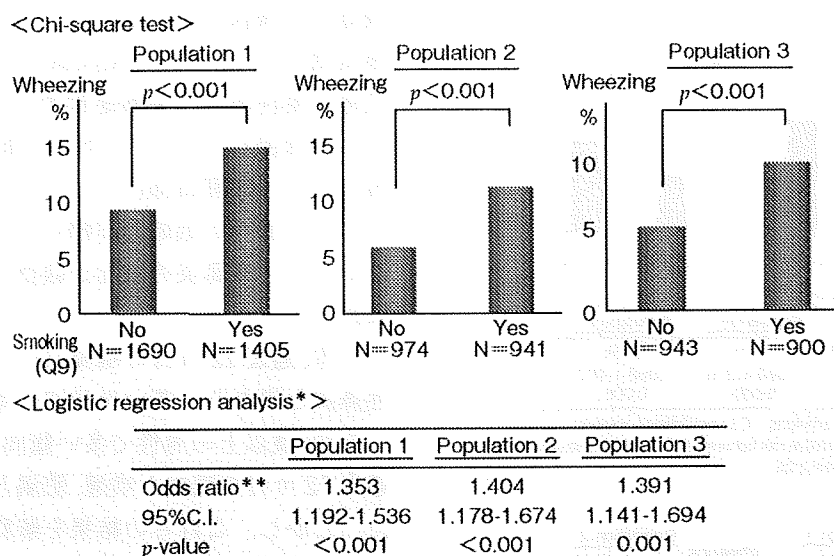 <Chi-square test>
Population 1 Population 2 Population 3
Wheezing Wheezing Wheezing
p<0.001 p<0.001 p<0.001
% % %
15 15
10 10 10
5 5 5
0 0 0
No Yes No Yes No Yes
Smoking (Q9) N=1690 N=1405 N=974 N=941 N=943 N=900
<Logistic regression analysis*>
Population 1 Population 2 Population 3
Odds ratio** 1.353 1.404 1.391
95%C.I. 1.192-1.536 1.178-1.674 1.141-1.694
p-value <0.001 <0.001 0.001